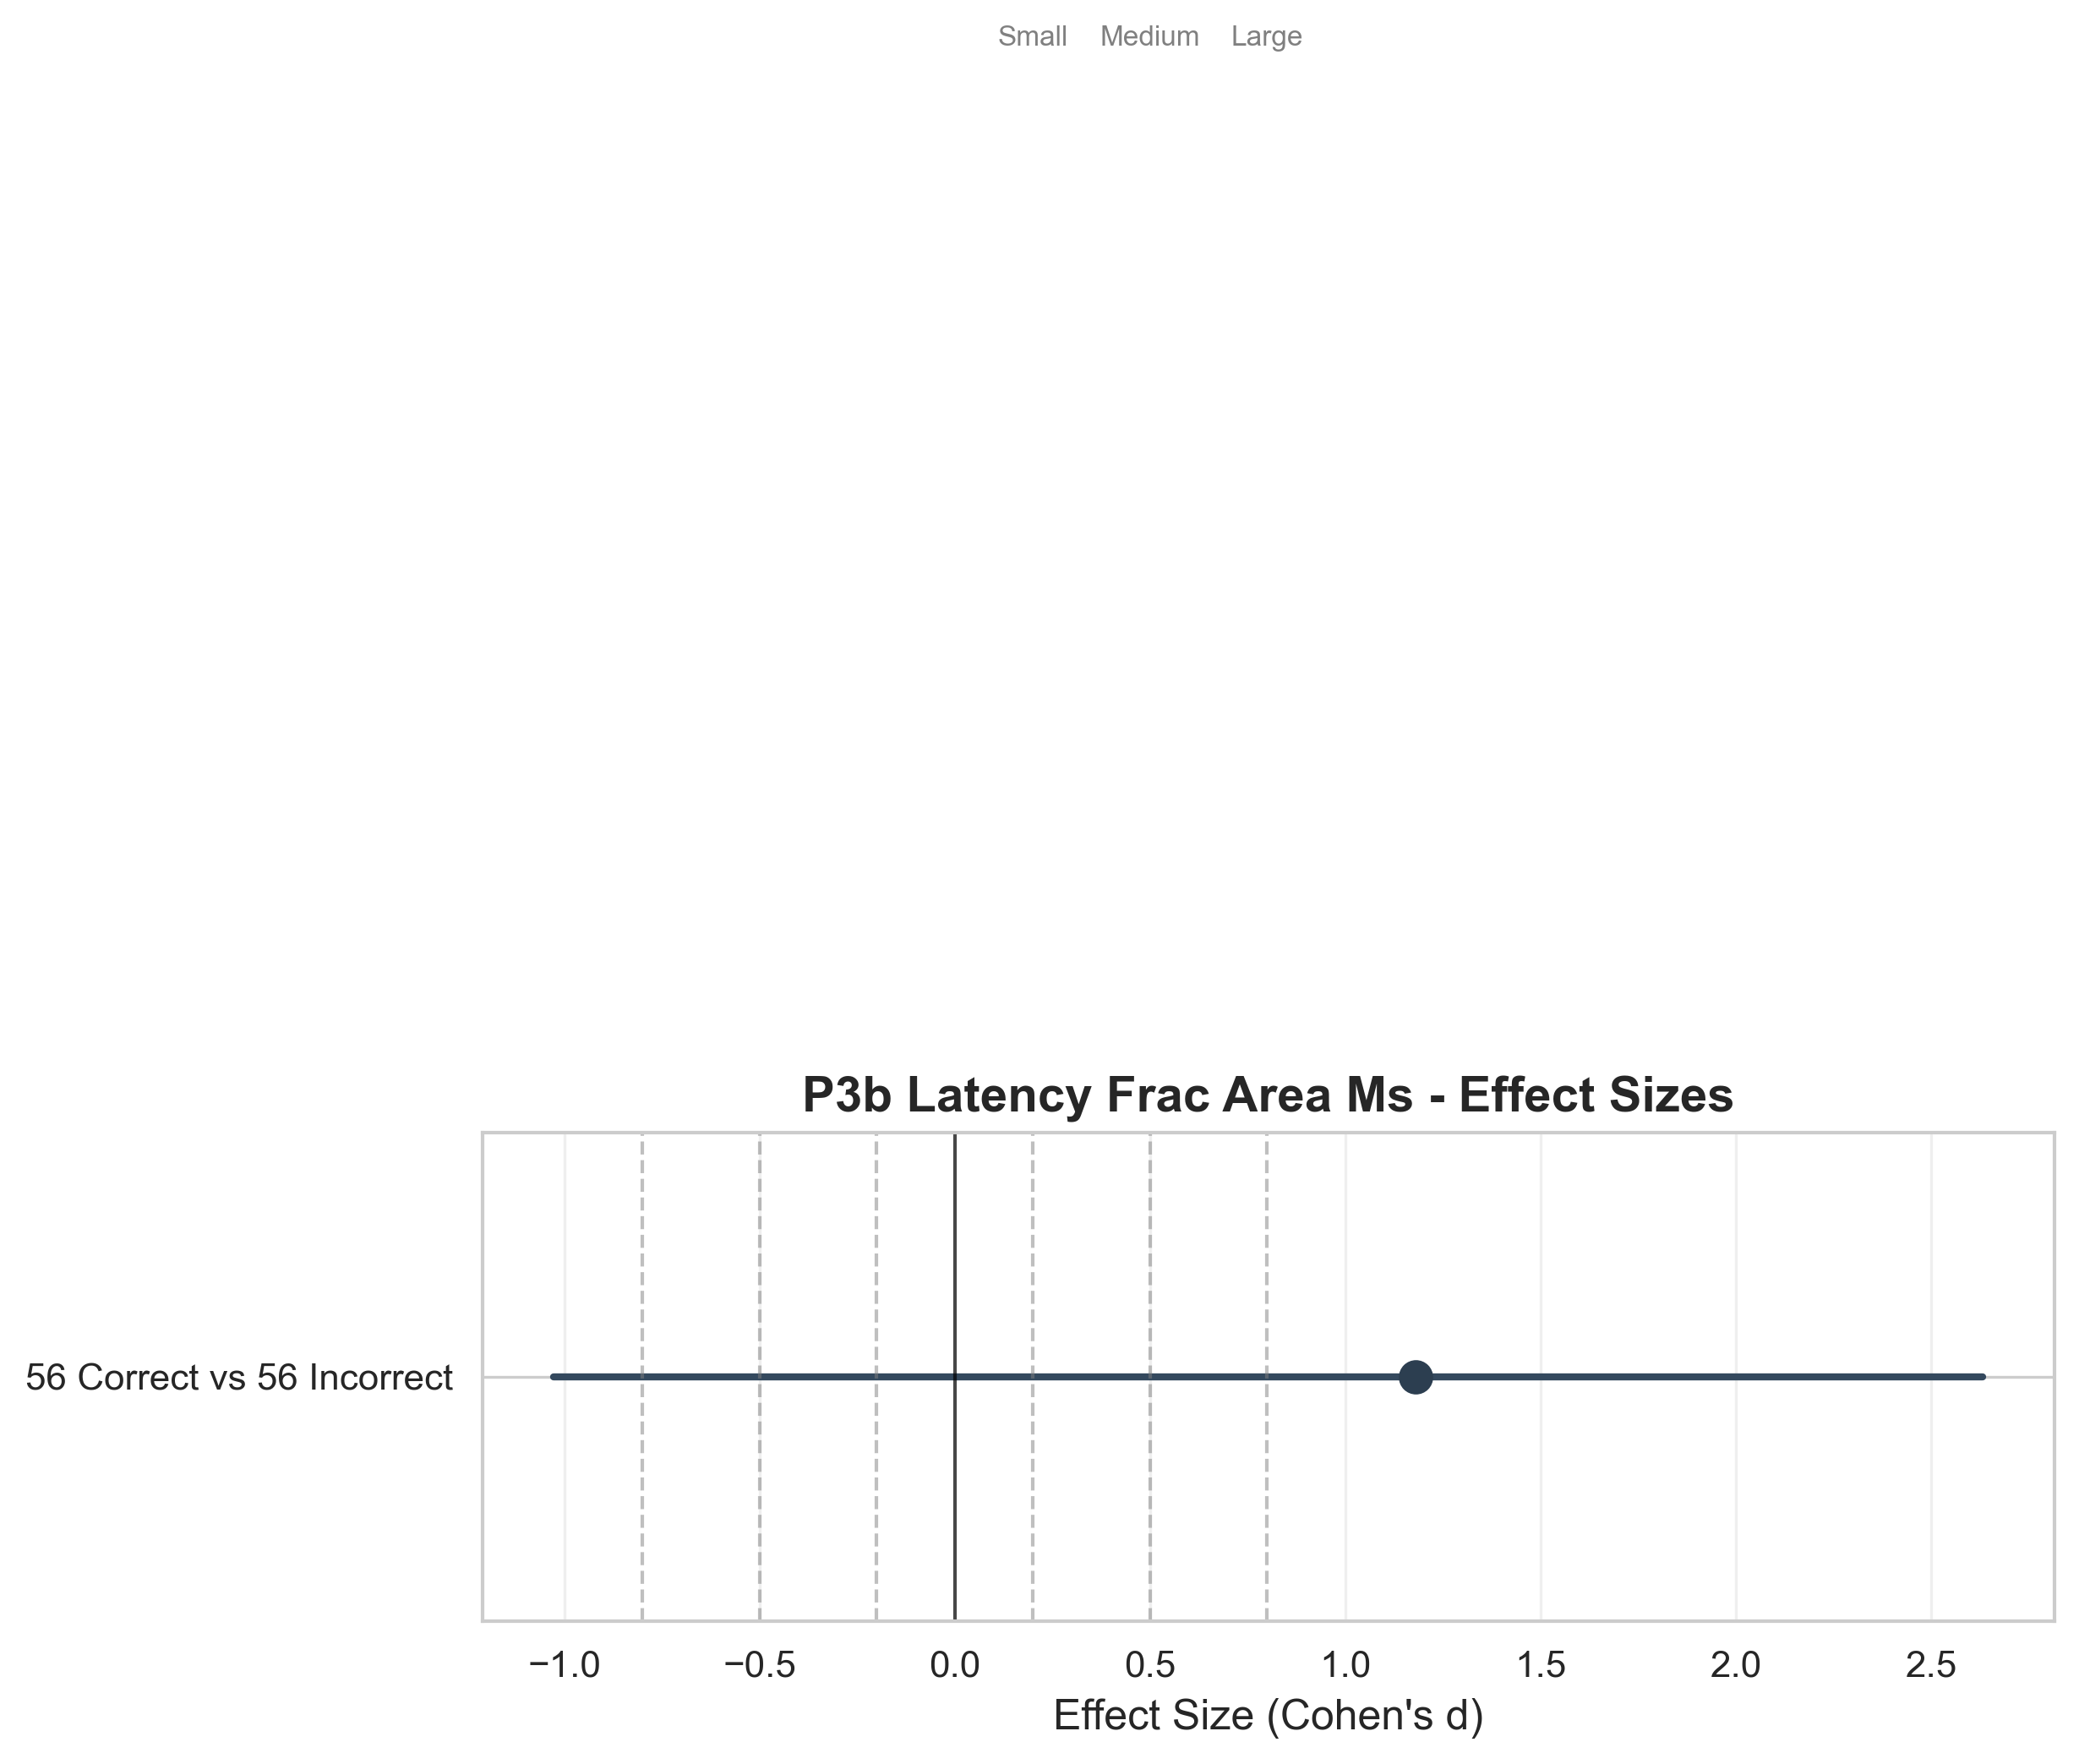 Small Medium Large
P3b Latency Frac Area Ms - Effect Sizes
56 Correct vs 56 Incorrect
−1.0 −0.5 0.0 0.5 1.0 1.5 2.0 2.5
Effect Size (Cohen's d)